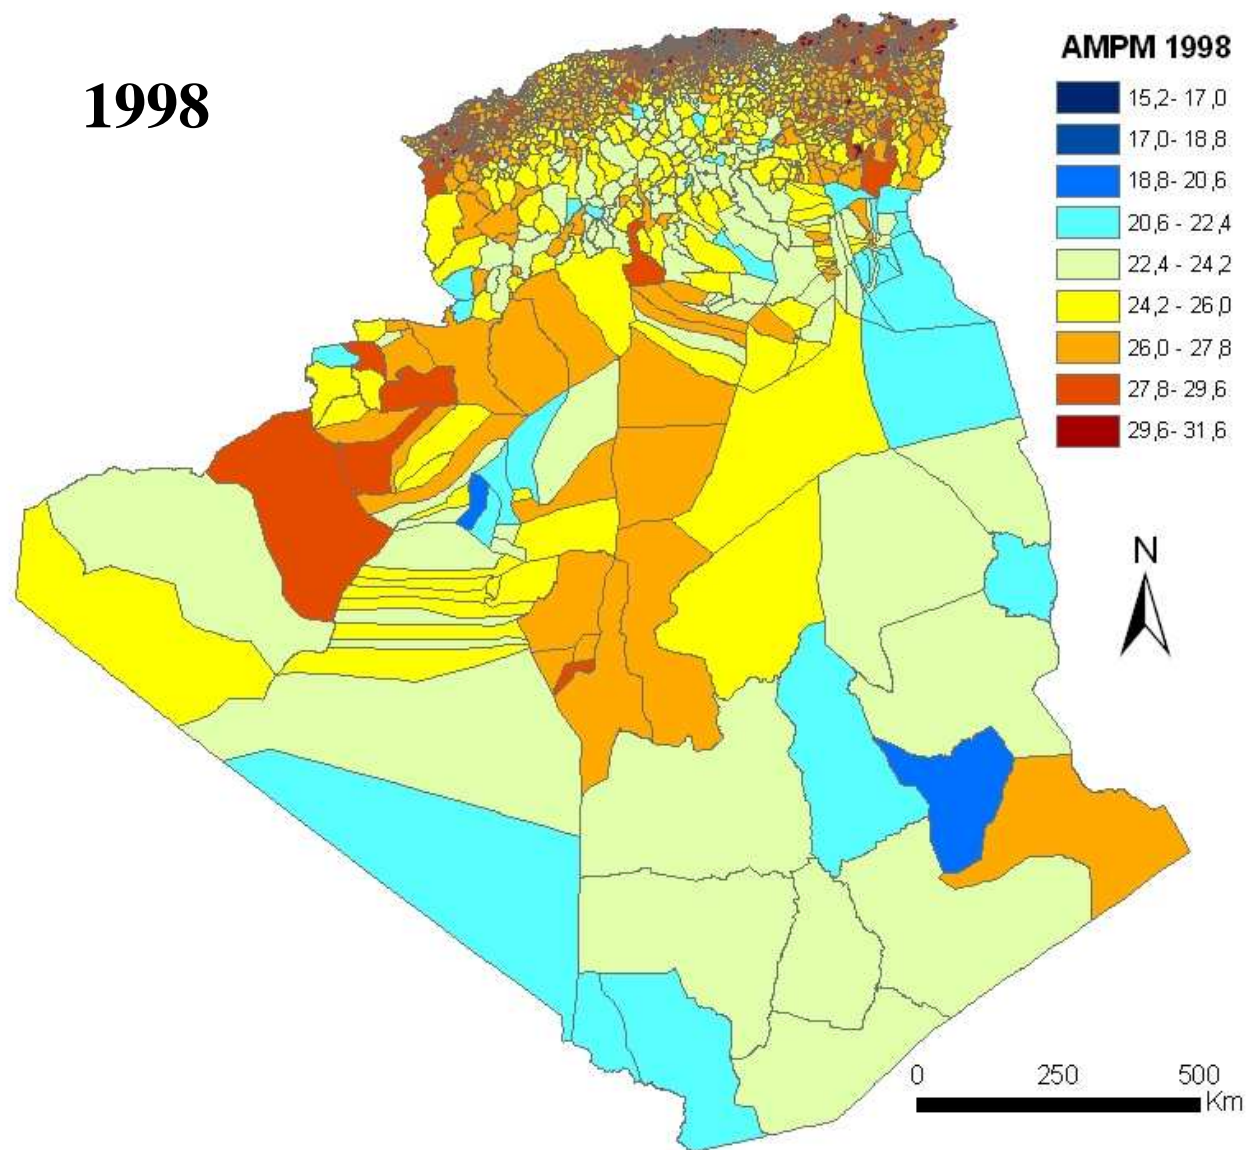 1998
AMPM 1998
15,2- 17,0
17,0- 18,8
18,8- 20,6
20,6 - 22,4
22,4 - 24,2
24,2 - 26,0
26,0 - 27,8
27,8 - 29,6
29,6- 31,6
N
0 250 500
Km